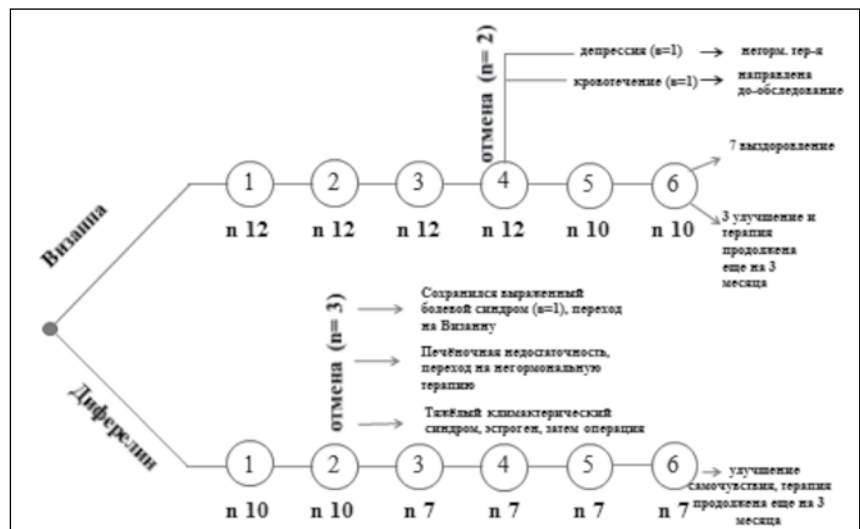 отмена (n= 2)
депрессия (n=1)
негорм. тер-я
кровотечение (n=1)
направлена
до-обследование
Визанна
1
2
3
4
5
6
n 12
n 12
n 12
n 12
n 10
n 10
7 выздоровление
3 улучшение и
терапия
продолжена
еще на 3
месяца
отмена (n= 3)
Сохранился выраженный
болевой синдром (n=1), переход
на Визанну
Печёночная недостаточность,
переход на негормональную
терапию
Тяжёлый климактерический
синдром, эстроген, затем операция
Диферелин
1
2
3
4
5
6
n 10
n 10
n 7
n 7
n 7
n 7
улучшение
самочувствия, терапия
продолжена еще на 3
месяца